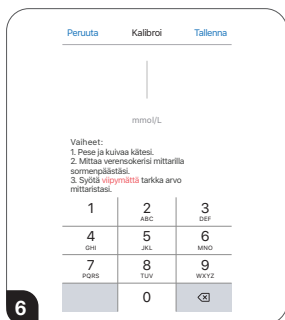 Peruuta Kalibroi Tallenna
mmol/L
Vaiheet:
1. Pese ja kuivaa kätesi.
2. Mittaa verensokerisi mittarilla
sormenpäästäsi.
3. Syötä viipymättä tarkka arvo
mittaristasi.
1 2 3
ABC DEF
4 5 6
GHI JKL MNO
7 8 9
PQRS TUV WXYZ
0
6